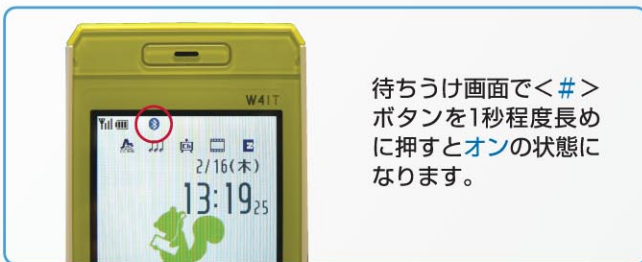 W41T
2/16(木)
13:19 25
待ちうけ画面で<#>
ボタンを1秒程度長め
に押すとオンの状態に
なります。